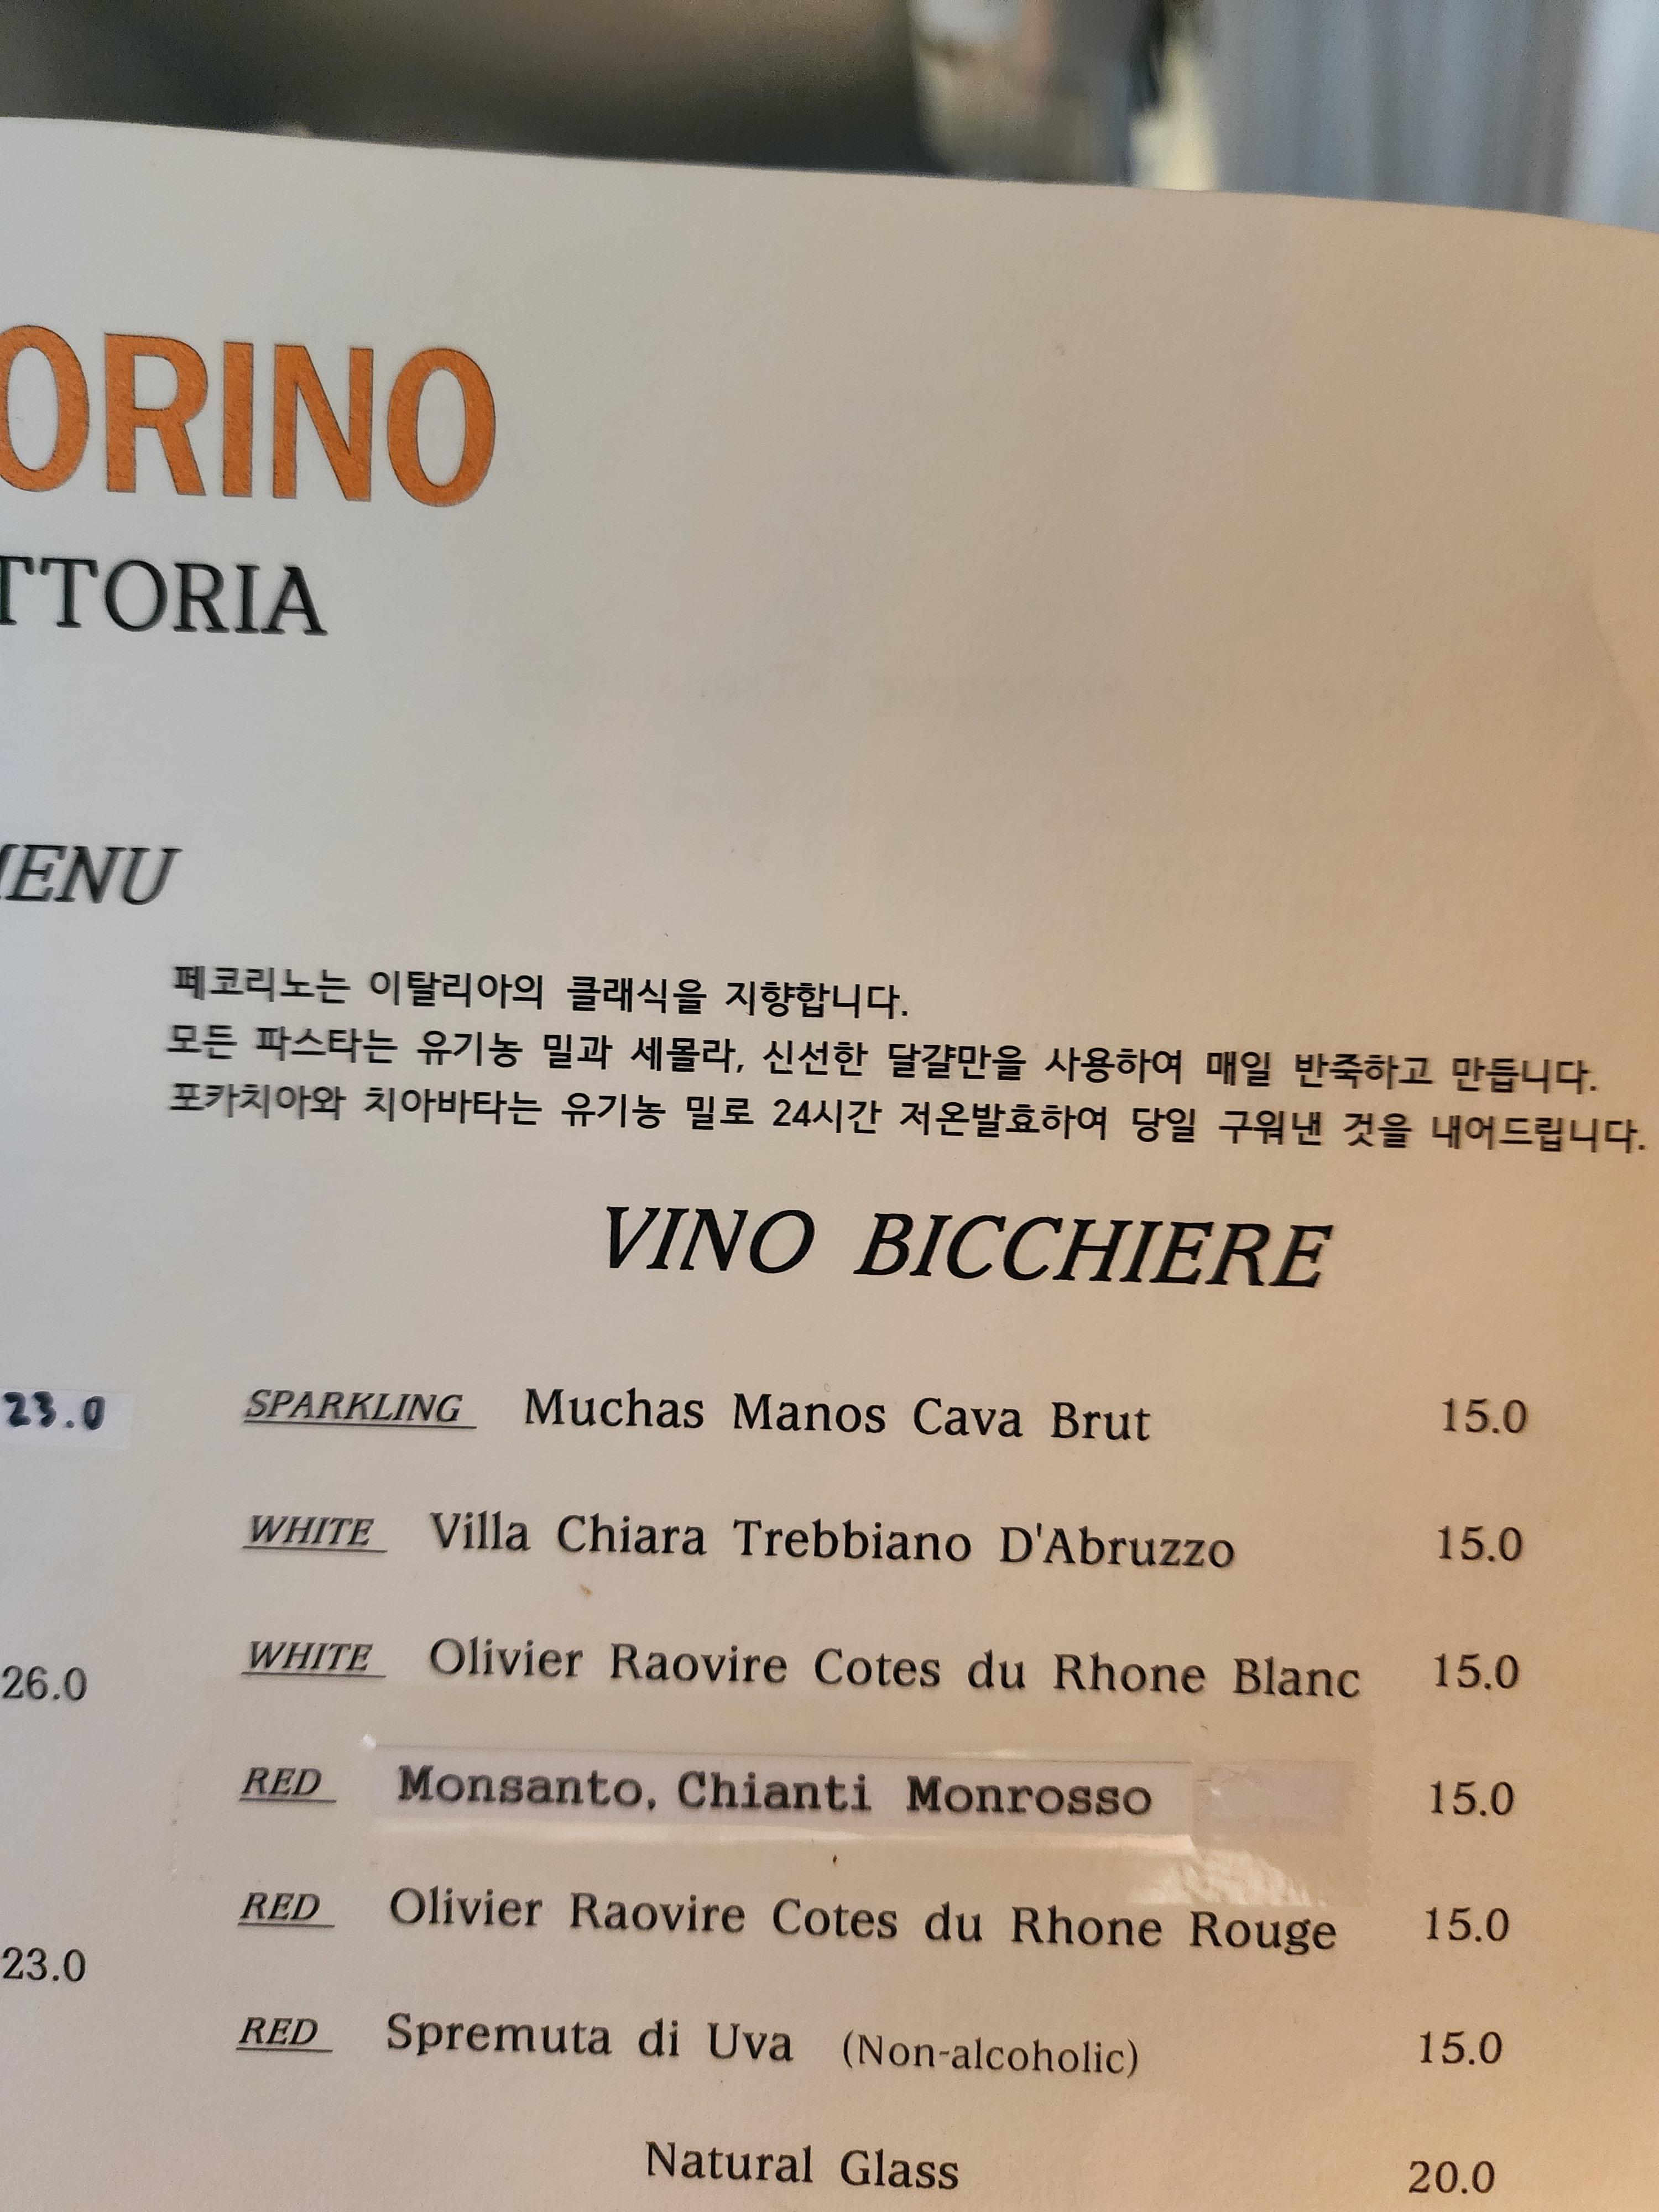 ORINO
TTORIA
MENU
페코리노는 이탈리아의 클래식을 지향합니다.
모든 파스타는 유기농 밀과 세몰라, 신선한 달걀만을 사용하여 매일 반죽하고 만듭니다.
포카치아와 치아바타는 유기농 밀로 24시간 저온발효하여 당일 구워낸 것을 내어드립니다.
VINO BICCHIERE
23.0 SPARKLING Muchas Manos Cava Brut 15.0
WHITE Villa Chiara Trebbiano D'Abruzzo 15.0
26.0 WHITE Olivier Raovire Cotes du Rhone Blanc 15.0
RED Monsanto, Chianti Monrosso 15.0
23.0 RED Olivier Raovire Cotes du Rhone Rouge 15.0
RED Spremuta di Uva (Non-alcoholic) 15.0
Natural Glass 20.0